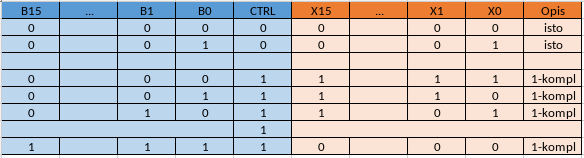 B15 ... B1 B0 CTRL X15 ... X1 X0 Opis
0 0 0 0 0 0 0 isto
0 0 1 0 0 0 1 isto
0 0 0 1 1 1 1 1-kompl
0 0 1 1 1 1 0 1-kompl
0 1 0 1 1 0 1 1-kompl
1
1 1 1 1 0 0 0 1-kompl